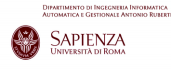 DIPARTIMENTO DI INGEGNERIA INFORMATICA
AUTOMATICA E GESTIONALE ANTONIO RUBERTI
SAPIENZA
UNIVERSITÀ DI ROMA